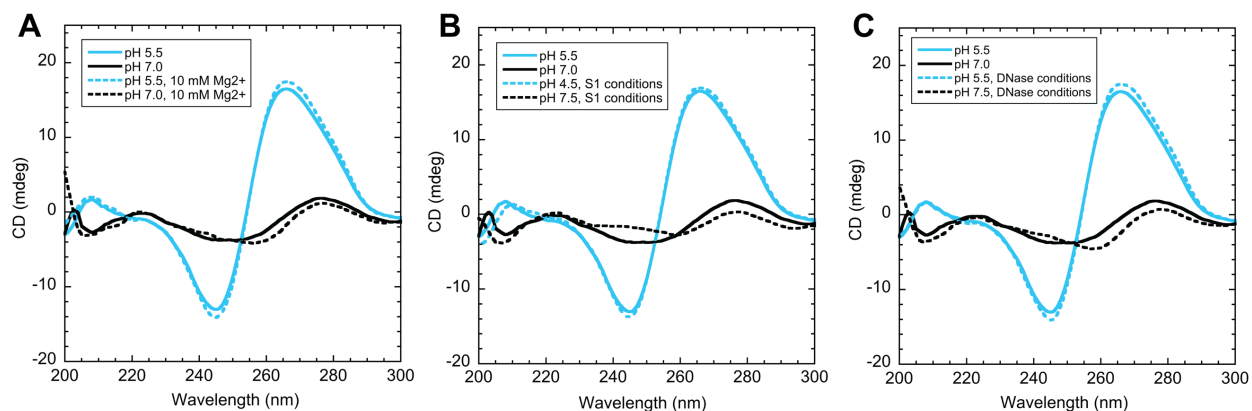 A
pH 5.5
pH 7.0
pH 5.5, 10 mM Mg2+
pH 7.0, 10 mM Mg2+
CD (mdeg)
20
10
0
-10
-20
200 220 240 260 280 300
Wavelength (nm)
B
pH 5.5
pH 7.0
pH 4.5, S1 conditions
pH 7.5, S1 conditions
CD (mdeg)
20
10
0
-10
-20
200 220 240 260 280 300
Wavelength (nm)
C
pH 5.5
pH 7.0
pH 5.5, DNase conditions
pH 7.5, DNase conditions
CD (mdeg)
20
10
0
-10
-20
200 220 240 260 280 300
Wavelength (nm)